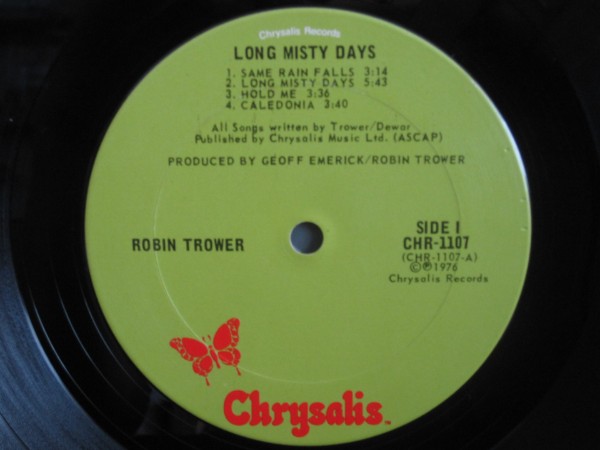 Chrysalis Records
LONG MISTY DAYS
1. SAME RAIN FALLS 3:14
2. LONG MISTY DAYS 5:43
3. HOLD ME 3:36
4. CALEDONIA 3:40
All Songs written by Trower/Dewar
Published by Chrysalis Music Ltd. (ASCAP)
PRODUCED BY GEOFF EMERICK/ROBIN TROWER
ROBIN TROWER
SIDE I
CHR-1107
(CHR-1107-A)
©℗1976
Chrysalis Records
Chrysalis™